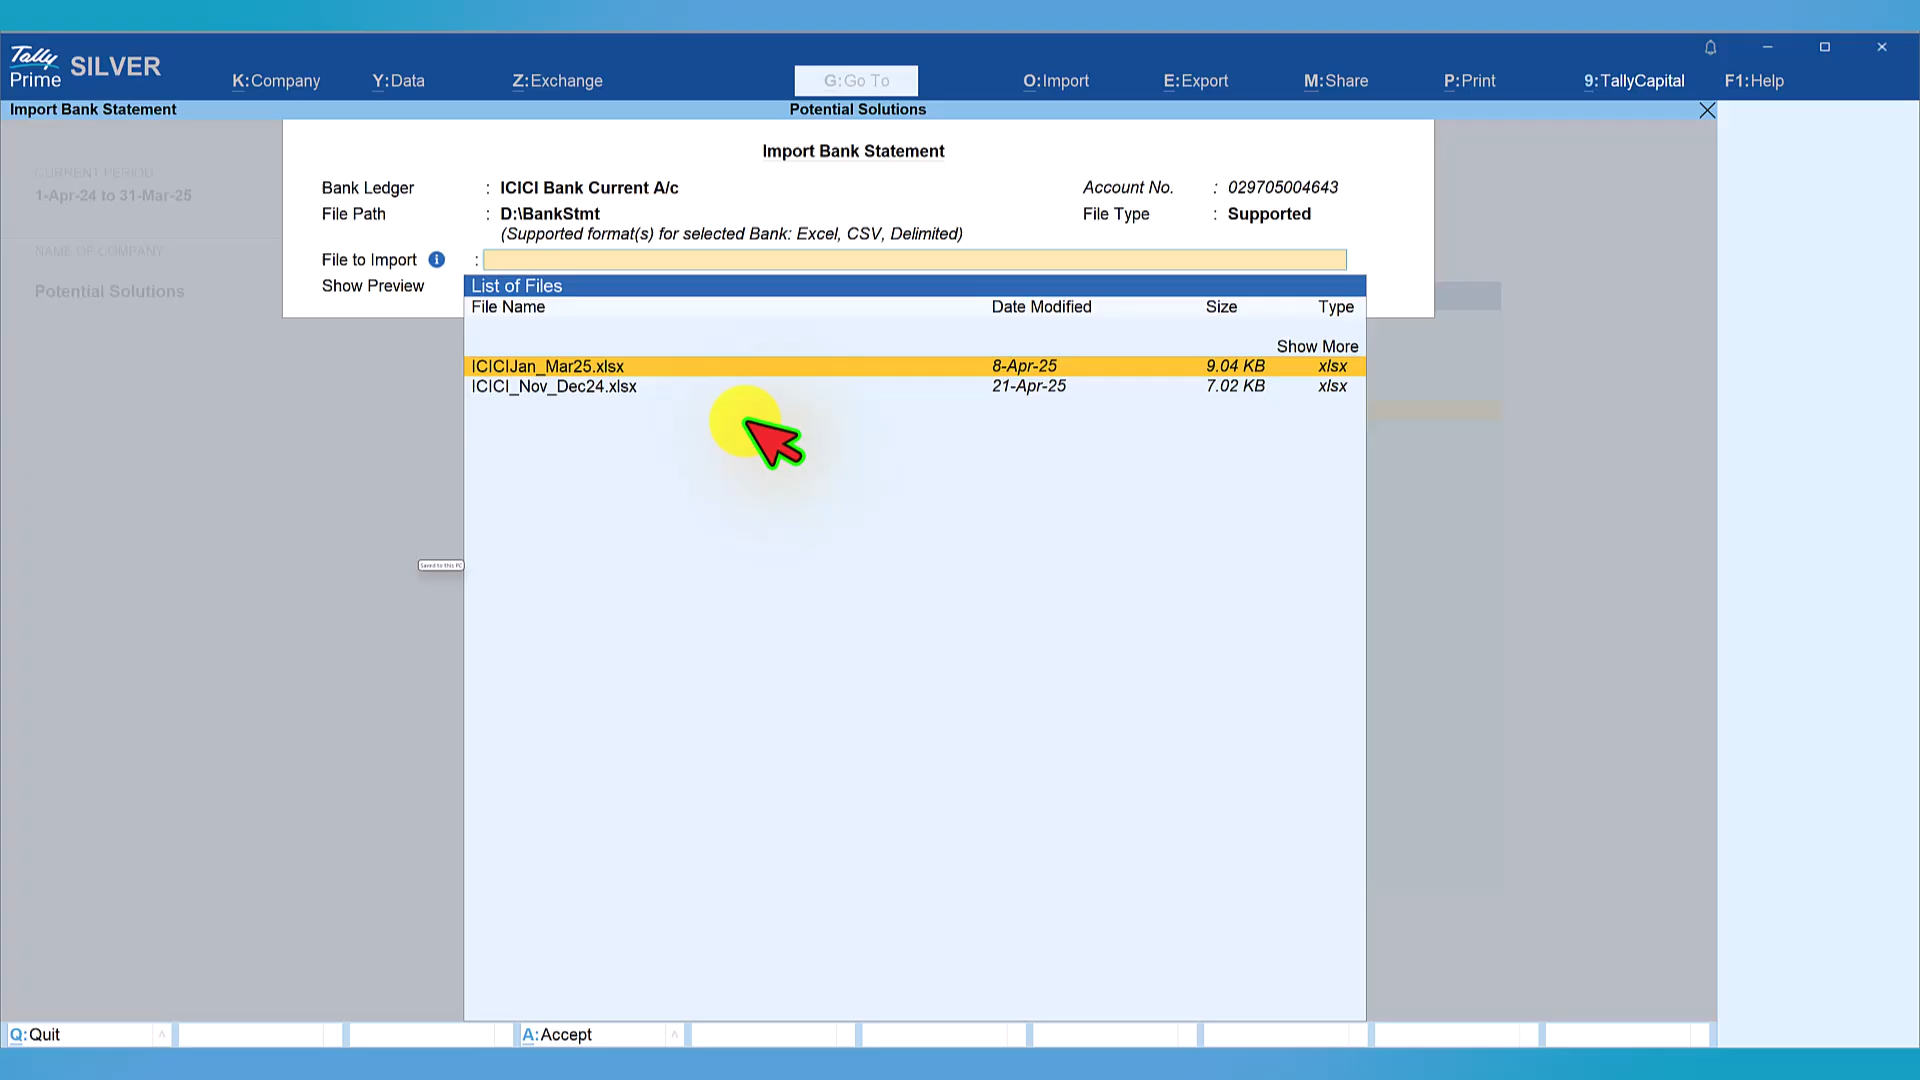 Tally
Prime SILVER
K:Company Y:Data Z:Exchange G:Go To O:Import E:Export M:Share P:Print 9:TallyCapital F1:Help
Import Bank Statement Potential Solutions
Import Bank Statement
CURRENT PERIOD
1-Apr-24 to 31-Mar-25
NAME OF COMPANY
Potential Solutions
Bank Ledger : ICICI Bank Current A/c Account No. : 029705004643
File Path : D:\BankStmt File Type : Supported
(Supported format(s) for selected Bank: Excel, CSV, Delimited)
File to Import :
Show Preview
List of Files
File Name Date Modified Size Type
Show More
ICICIJan_Mar25.xlsx 8-Apr-25 9.04 KB xlsx
ICICI_Nov_Dec24.xlsx 21-Apr-25 7.02 KB xlsx
Saved to this PC
Q:Quit A:Accept